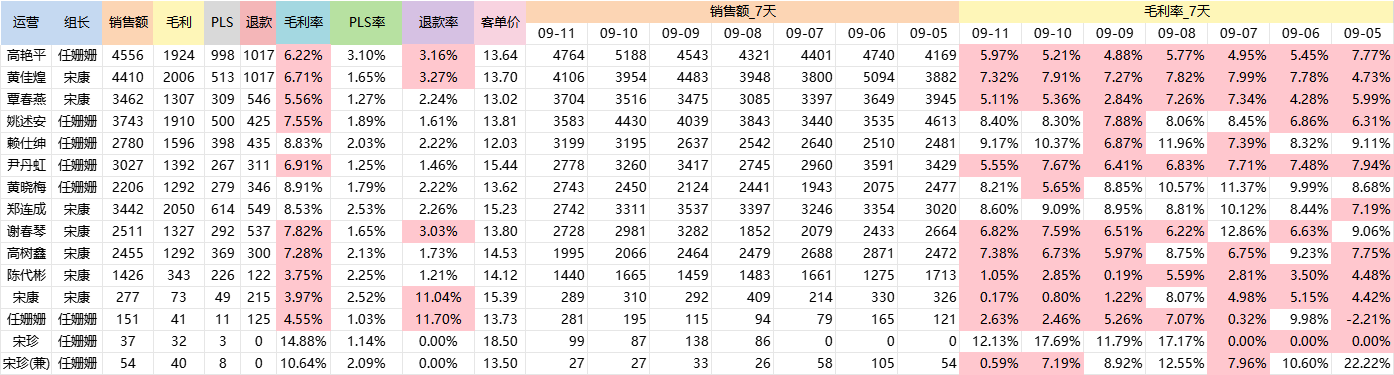 运营 组长 销售额 毛利 PLS 退款 毛利率 PLS率 退款率 客单价 销售额_7天 毛利率_7天
09-11 09-10 09-09 09-08 09-07 09-06 09-05 09-11 09-10 09-09 09-08 09-07 09-06 09-05
高艳平 任姗姗 4556 1924 998 1017 6.22% 3.10% 3.16% 13.64 4764 5188 4543 4321 4401 4740 4169 5.97% 5.21% 4.88% 5.77% 4.95% 5.45% 7.77%
黄佳煌 宋康 4410 2006 513 1017 6.71% 1.65% 3.27% 13.70 4106 3954 4483 3948 3800 5094 3882 7.32% 7.91% 7.27% 7.82% 7.99% 7.78% 4.73%
覃春燕 宋康 3462 1307 309 546 5.56% 1.27% 2.24% 13.02 3704 3516 3475 3085 3397 3649 3945 5.11% 5.36% 2.84% 7.26% 7.34% 4.28% 5.99%
姚述安 任姗姗 3743 1910 500 425 7.55% 1.89% 1.61% 13.81 3583 4430 4039 3843 3440 3535 4613 8.40% 8.30% 7.88% 8.06% 8.45% 6.86% 6.31%
赖仕绅 任姗姗 2780 1596 398 435 8.83% 2.03% 2.22% 12.03 3199 3195 2637 2542 2640 2510 2481 9.17% 10.37% 6.87% 11.96% 7.39% 8.32% 9.11%
尹丹虹 任姗姗 3027 1392 267 311 6.91% 1.25% 1.46% 15.44 2778 3260 3417 2745 2960 3591 3429 5.55% 7.67% 6.41% 6.83% 7.71% 7.48% 7.94%
黄晓梅 任姗姗 2206 1292 279 346 8.91% 1.79% 2.22% 13.62 2743 2450 2124 2441 1943 2075 2477 8.21% 5.65% 8.85% 10.57% 11.37% 9.99% 8.68%
郑连成 宋康 3442 2050 614 549 8.53% 2.53% 2.26% 15.23 2742 3311 3537 3397 3246 3354 3020 8.60% 9.09% 8.95% 8.81% 10.12% 8.44% 7.19%
谢春琴 宋康 2511 1327 292 537 7.82% 1.65% 3.03% 13.80 2728 2981 3282 1852 2079 2433 2664 6.82% 7.59% 6.51% 6.22% 12.86% 6.63% 9.06%
高树鑫 宋康 2455 1292 369 300 7.28% 2.13% 1.73% 14.53 1995 2066 2464 2479 2688 2871 2472 7.38% 6.73% 5.97% 8.75% 6.75% 9.23% 7.75%
陈代彬 宋康 1426 343 226 122 3.75% 2.25% 1.21% 14.12 1440 1665 1459 1483 1661 1275 1713 1.05% 2.85% 0.19% 5.59% 2.81% 3.50% 4.48%
宋康 宋康 277 73 49 215 3.97% 2.52% 11.04% 15.39 289 310 292 409 214 330 326 0.17% 0.80% 1.22% 8.07% 4.98% 5.15% 4.42%
任姗姗 任姗姗 151 41 11 125 4.55% 1.03% 11.70% 13.73 281 195 115 94 79 165 121 2.63% 2.46% 5.26% 7.07% 0.32% 9.98% -2.21%
宋珍 任姗姗 37 32 3 0 14.88% 1.14% 0.00% 18.50 99 87 138 86 0 0 0 12.13% 17.69% 11.79% 17.17% 0.00% 0.00% 0.00%
宋珍(兼) 任姗姗 54 40 8 0 10.64% 2.09% 0.00% 13.50 27 27 33 26 58 105 54 0.59% 7.19% 8.92% 12.55% 7.96% 10.60% 22.22%